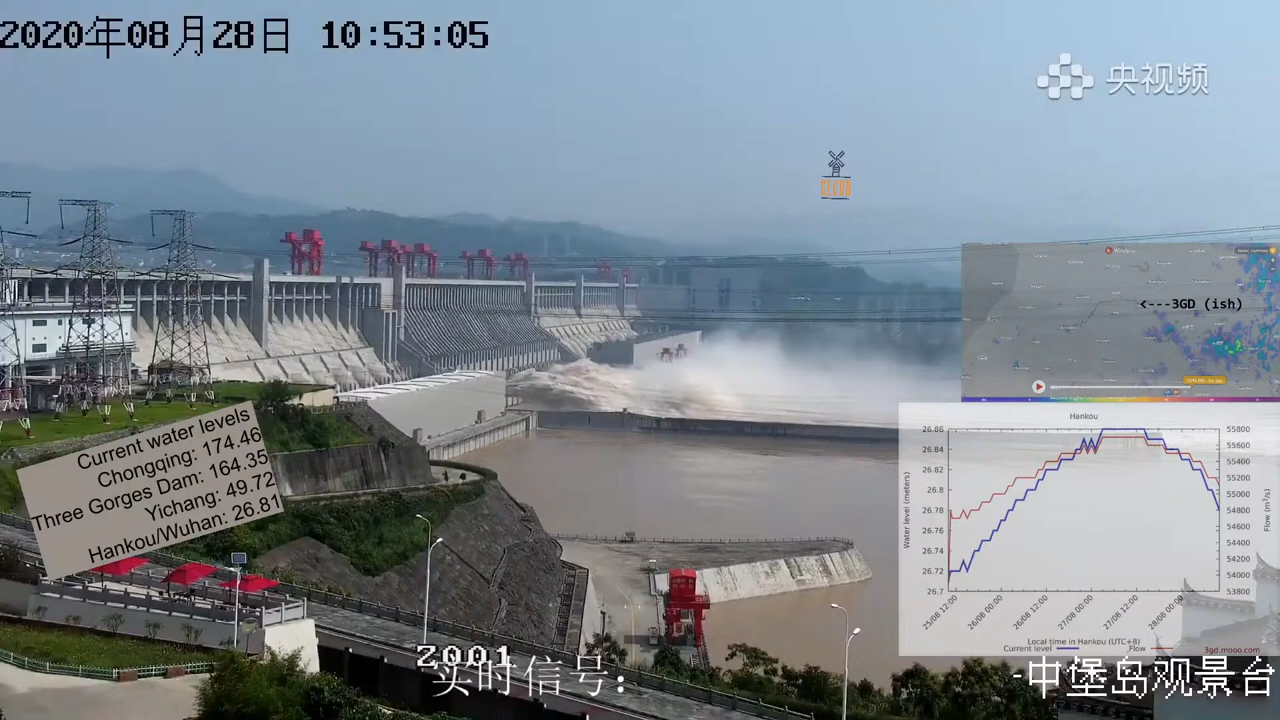 2020年08月28日 10:53:05
央视频
<---3GD (ish)
Current water levels
Chongqing: 174.46
Three Gorges Dam: 164.35
Yichang: 49.72
Hankou/Wuhan: 26.81
Hankou
26.86
26.84
26.82
26.8
26.78
26.76
26.74
26.72
26.7
Water level (meters)
55800
55600
55400
55200
55000
54800
54600
54400
54200
54000
53800
Flow (m³/s)
25/08 12:00
26/08 00:00
26/08 12:00
27/08 00:00
27/08 12:00
28/08 00:00
Local time in Hankou (UTC+8)
Current level
Flow
3gd.mooo.com
Z001
实时信号:
中堡岛观景台